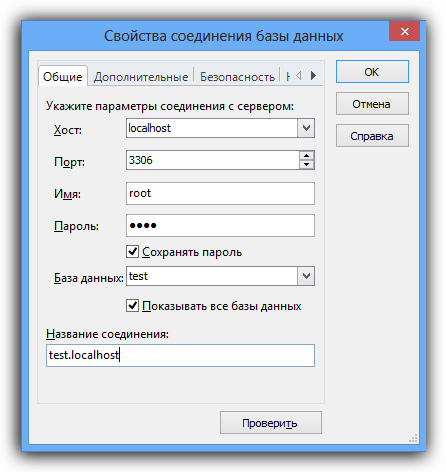 Свойства соединения базы данных
Общие Дополнительные Безопасность
OK
Отмена
Справка
Укажите параметры соединения с сервером:
Хост: localhost
Порт: 3306
Имя: root
Пароль: ●●●●
Сохранять пароль
База данных: test
Показывать все базы данных
Название соединения:
test.localhost
Проверить